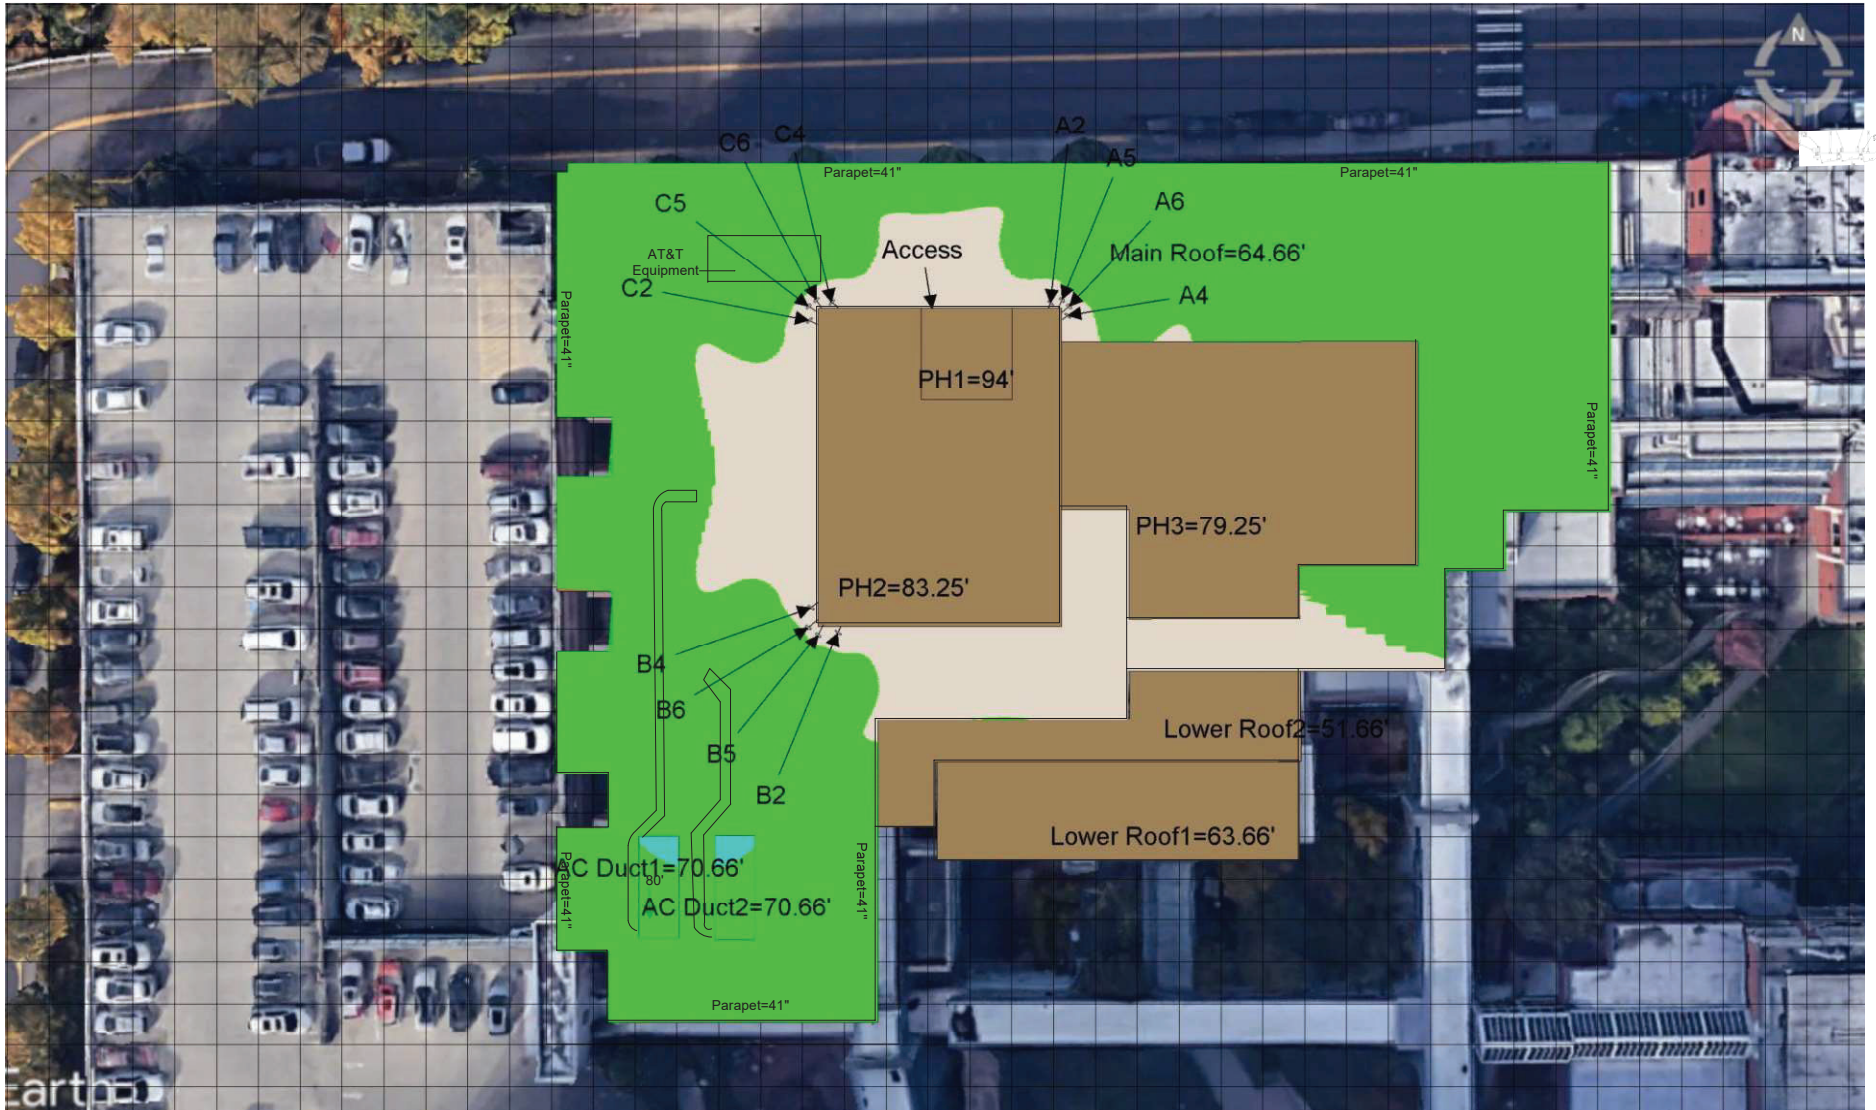 N
A2
C4
C6
A5
Parapet=41"
Parapet=41"
C5
A6
Access
AT&T
Equipment
Main Roof=64.66'
C2
A4
Parapet=41"
PH1=94'
Parapet=41"
PH3=79.25'
PH2=83.25'
B4
B6
Lower Roof2=51.66'
B5
B2
Lower Roof1=63.66'
Parapet=41"
Parapet=41"
AC Duct1=70.66'
80'
AC Duct2=70.66'
Parapet=41"
Earth